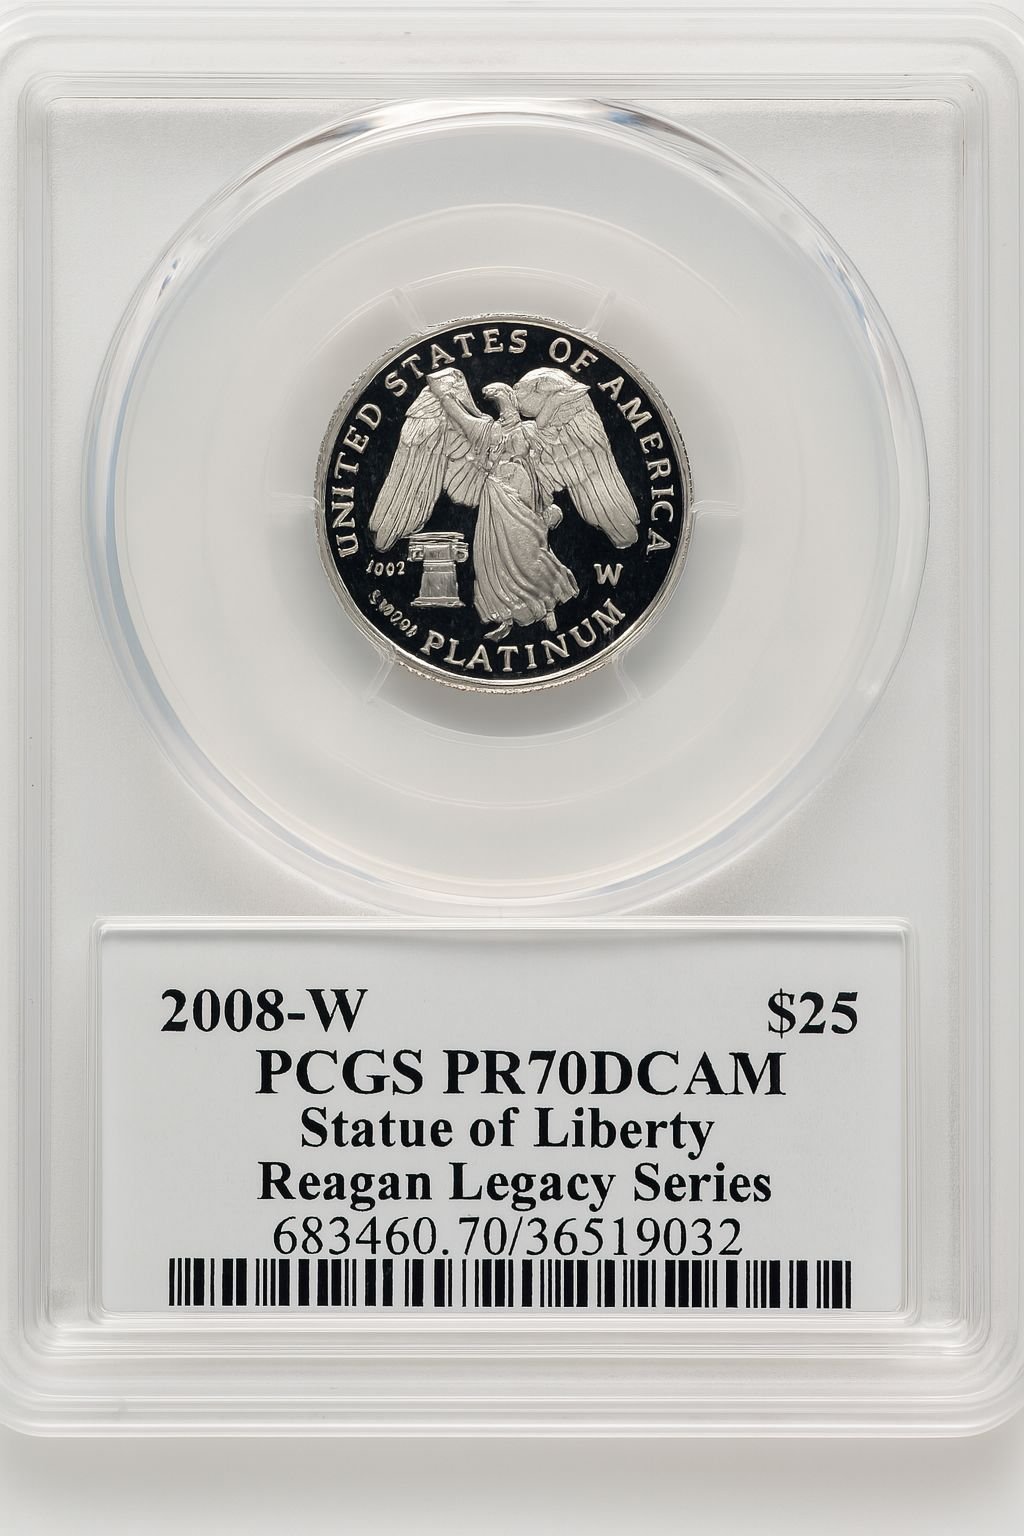 UNITED STATES OF AMERICA
1002
W
PLATINUM
2008-W $25
PCGS PR70DCAM
Statue of Liberty
Reagan Legacy Series
683460.70/36519032